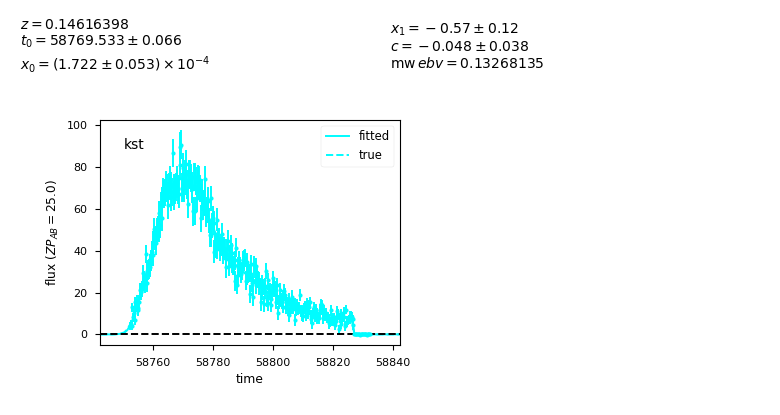 z = 0.14616398
t₀ = 58769.533 ± 0.066
x₀ = (1.722 ± 0.053) × 10⁻⁴
x₁ = −0.57 ± 0.12
c = −0.048 ± 0.038
mw ebv = 0.13268135
kst
fitted
true
flux (ZP_AB = 25.0)
100
80
60
40
20
0
58760 58780 58800 58820 58840
time